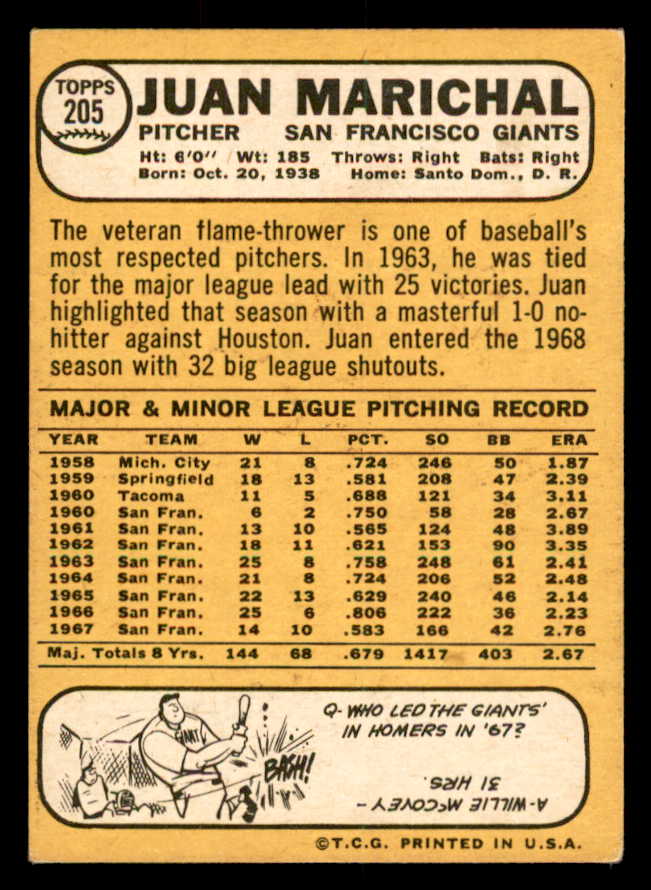 TOPPS
205
JUAN MARICHAL
PITCHER SAN FRANCISCO GIANTS
Ht: 6'0" Wt: 185 Throws: Right Bats: Right
Born: Oct. 20, 1938 Home: Santo Dom., D. R.
The veteran flame-thrower is one of baseball's
most respected pitchers. In 1963, he was tied
for the major league lead with 25 victories. Juan
highlighted that season with a masterful 1-0 no-
hitter against Houston. Juan entered the 1968
season with 32 big league shutouts.
MAJOR & MINOR LEAGUE PITCHING RECORD
YEAR TEAM W L PCT. SO BB ERA
1958 Mich. City 21 8 .724 246 50 1.87
1959 Springfield 18 13 .581 208 47 2.39
1960 Tacoma 11 5 .688 121 34 3.11
1960 San Fran. 6 2 .750 58 28 2.67
1961 San Fran. 13 10 .565 124 48 3.89
1962 San Fran. 18 11 .621 153 90 3.35
1963 San Fran. 25 8 .758 248 61 2.41
1964 San Fran. 21 8 .724 206 52 2.48
1965 San Fran. 22 13 .629 240 46 2.14
1966 San Fran. 25 6 .806 222 36 2.23
1967 San Fran. 14 10 .583 166 42 2.76
Maj. Totals 8 Yrs. 144 68 .679 1417 403 2.67
GIANT
BASH!
Q- WHO LED THE GIANTS'
IN HOMERS IN '67?
A- WILLIE McCOVEY -
31 HRS.
©T.C.G. PRINTED IN U.S.A.